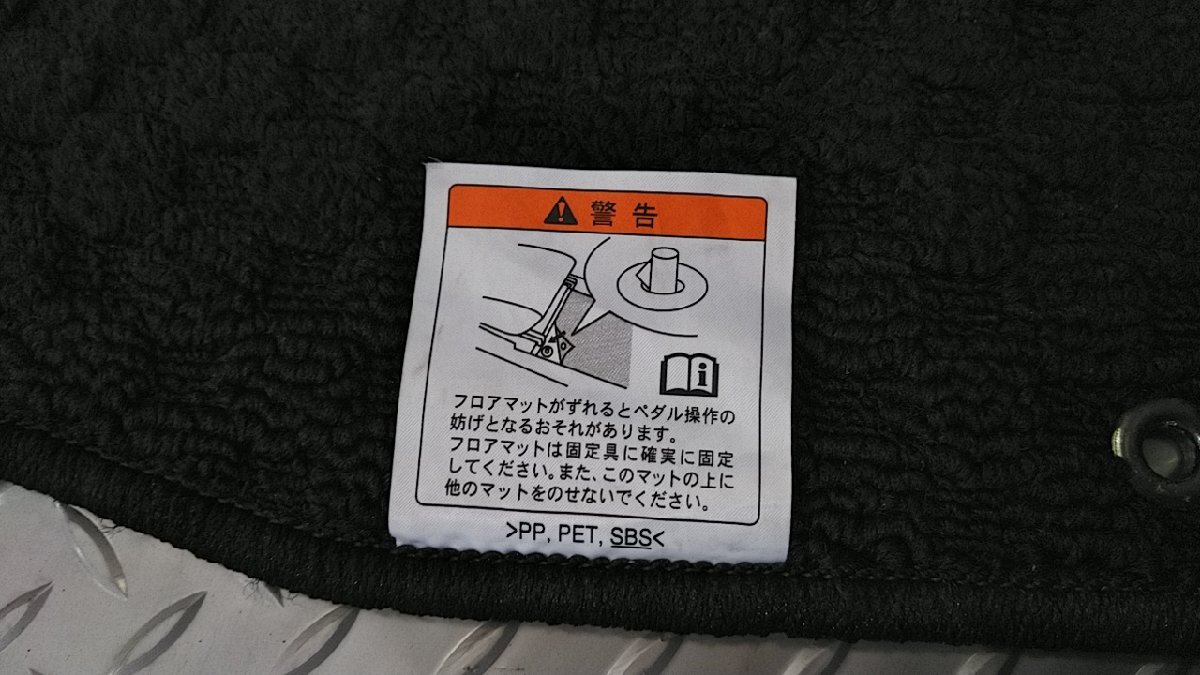 警告
フロアマットがずれるとペダル操作の
妨げとなるおそれがあります。
フロアマットは固定具に確実に固定
してください。また、このマットの上に
他のマットをのせないでください。
>PP, PET, SBS<